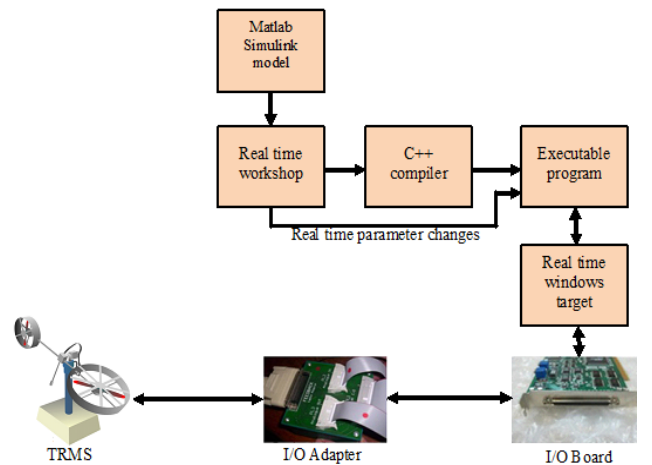 Matlab
Simulink
model
Real time
workshop
C++
compiler
Executable
program
Real time parameter changes
Real time
windows
target
TRMS
I/O Adapter
I/O Board